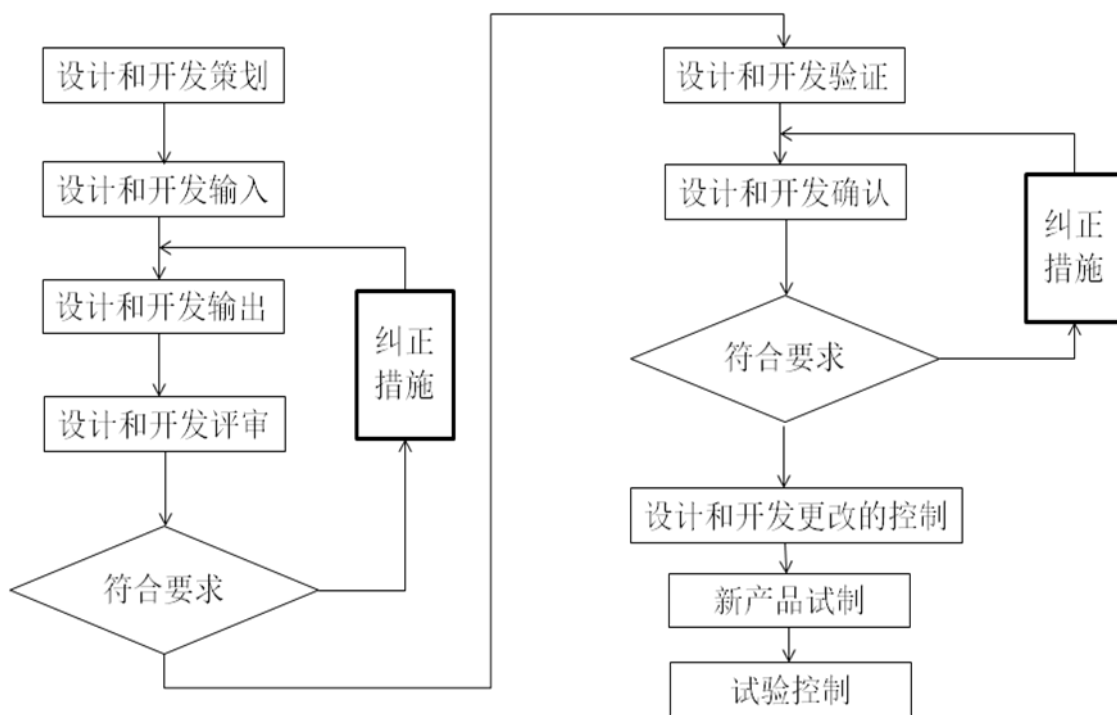 设计和开发策划
设计和开发输入
设计和开发输出
纠正
措施
设计和开发评审
符合要求
设计和开发验证
设计和开发确认
纠正
措施
符合要求
设计和开发更改的控制
新产品试制
试验控制